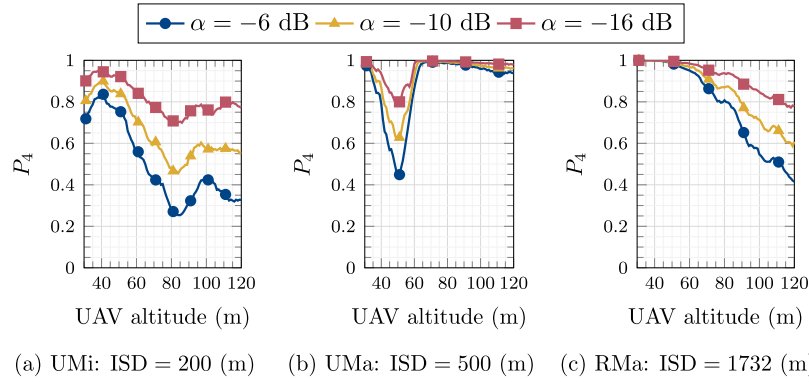 α = −6 dB α = −10 dB α = −16 dB
1
0.8
0.6
0.4
0.2
0
P4
40 60 80 100 120
UAV altitude (m)
(a) UMi: ISD = 200 (m)
1
0.8
0.6
0.4
0.2
0
P4
40 60 80 100 120
UAV altitude (m)
(b) UMa: ISD = 500 (m)
1
0.8
0.6
0.4
0.2
0
P4
40 60 80 100 120
UAV altitude (m)
(c) RMa: ISD = 1732 (m)